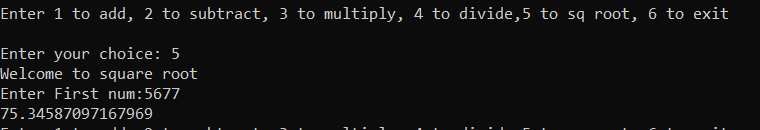 Enter 1 to add, 2 to subtract, 3 to multiply, 4 to divide,5 to sq root, 6 to exit
Enter your choice: 5
Welcome to square root
Enter First num:5677
75.34587097167969